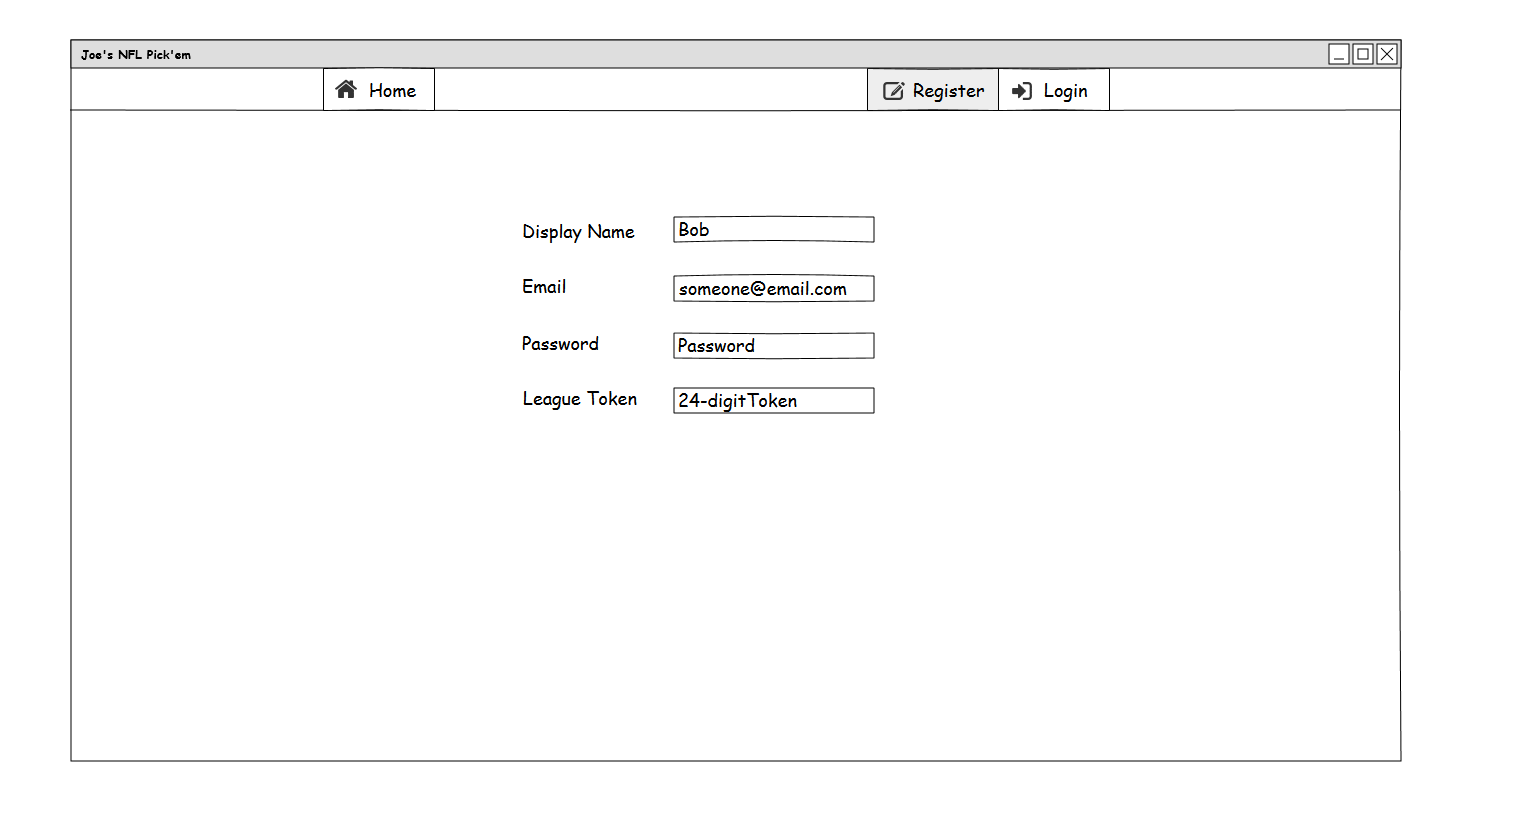 Joe's NFL Pick'em
Home
Register
Login
Display Name
Bob
Email
someone@email.com
Password
Password
League Token
24-digitToken